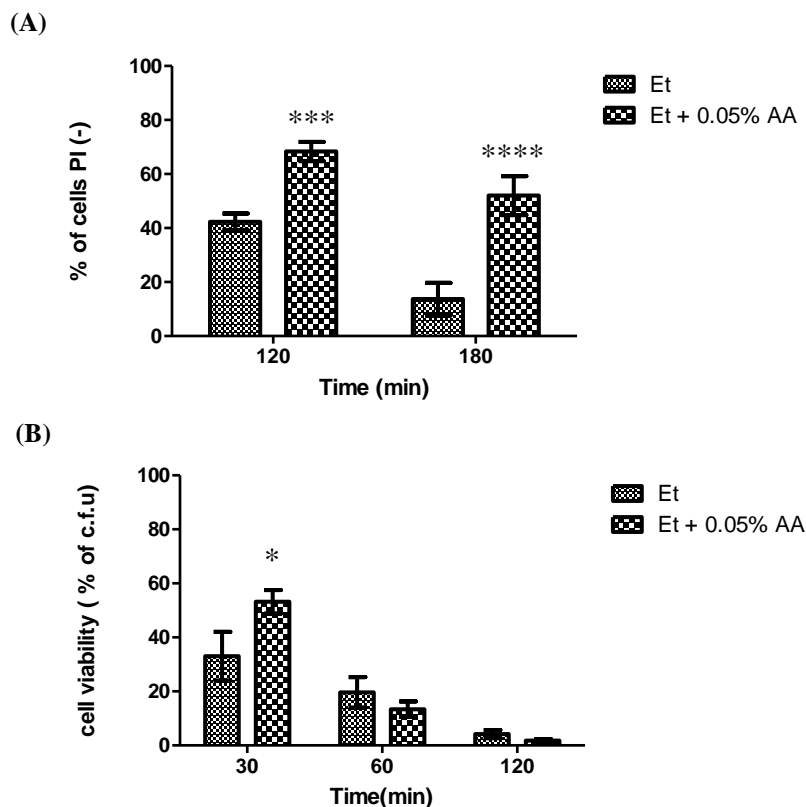 (A)
% of cells PI (-)
100
80
60
40
20
0
***
****
120
180
Time (min)
Et
Et + 0.05% AA
(B)
cell viability ( % of c.f.u)
100
80
60
40
20
0
*
30
60
120
Time(min)
Et
Et + 0.05% AA